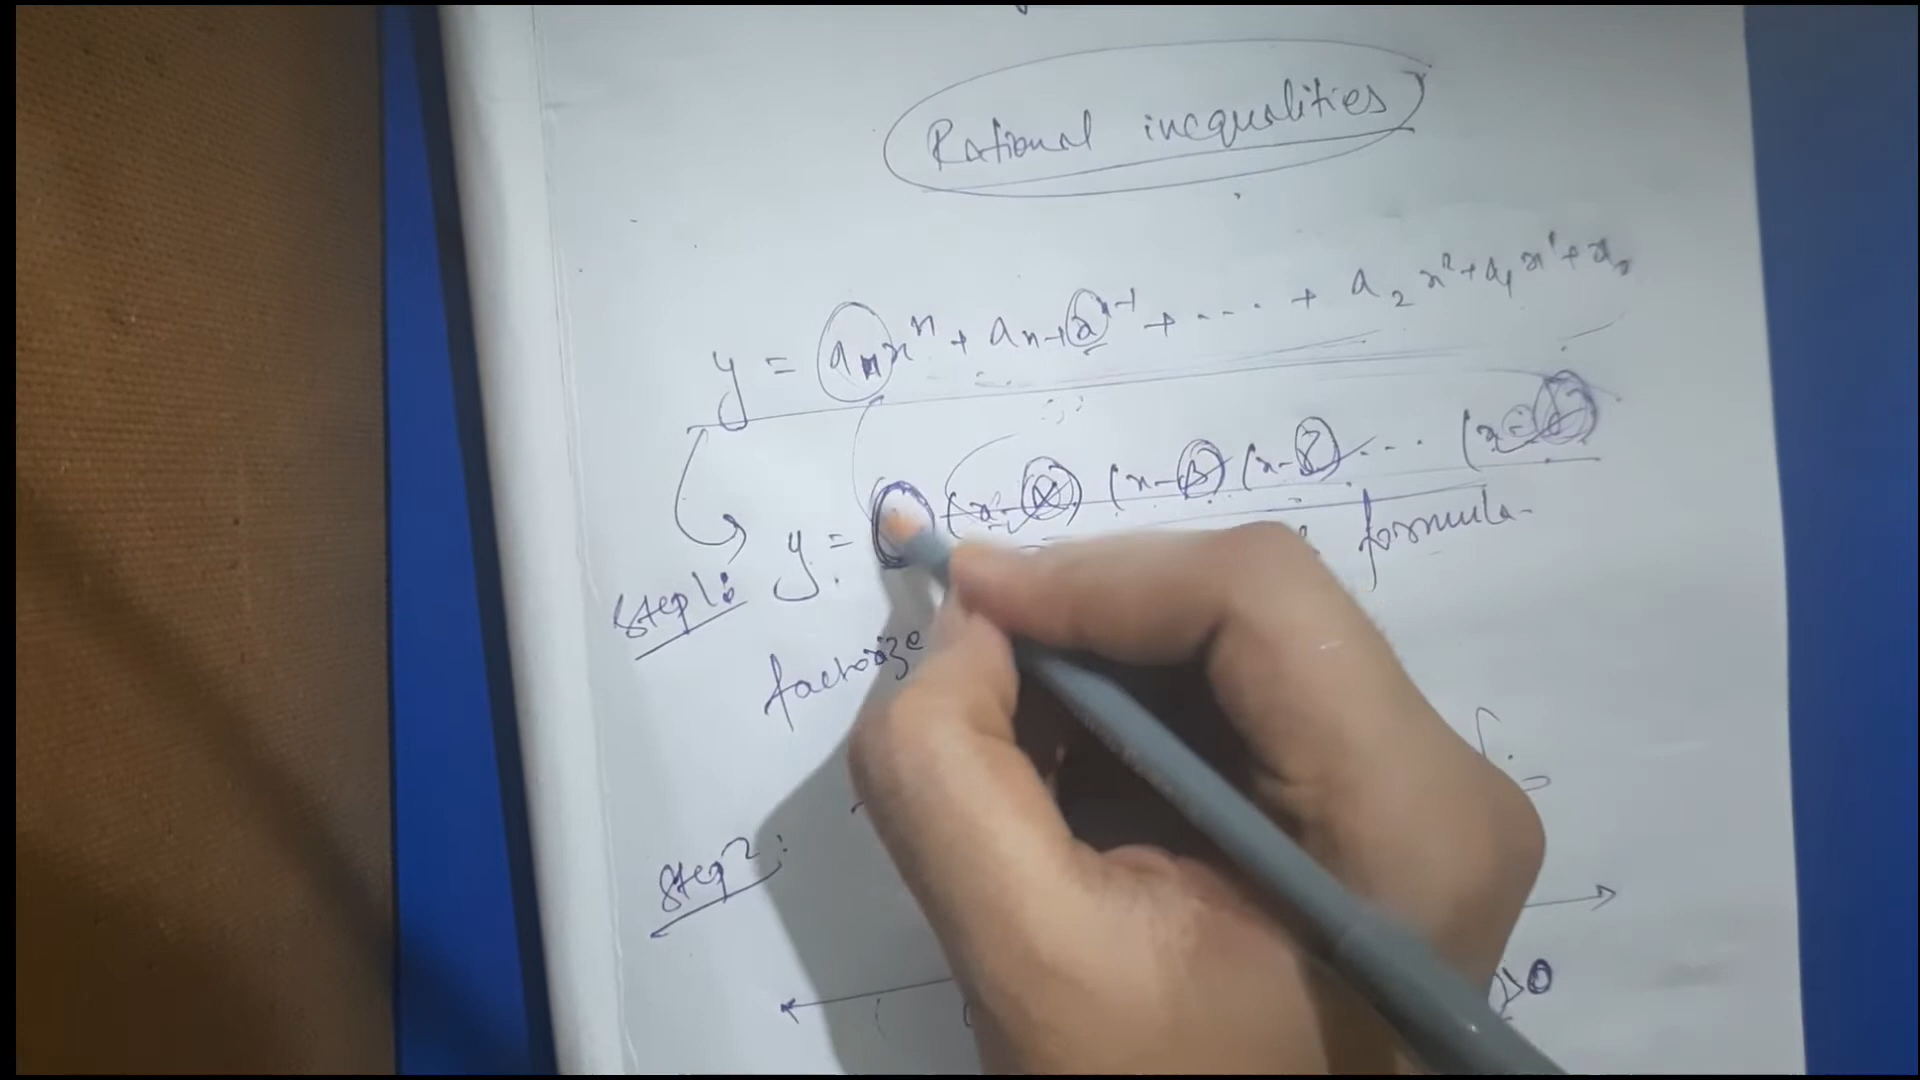 Rational inequalities
y = aₙxⁿ + aₙ₋₁xⁿ⁻¹ + ---- + a₂x² + a₁x¹ + a₀
y = (x-α) (x-β) (x-γ) ... (x-
Step 1:
formula
factorize
Step 2: